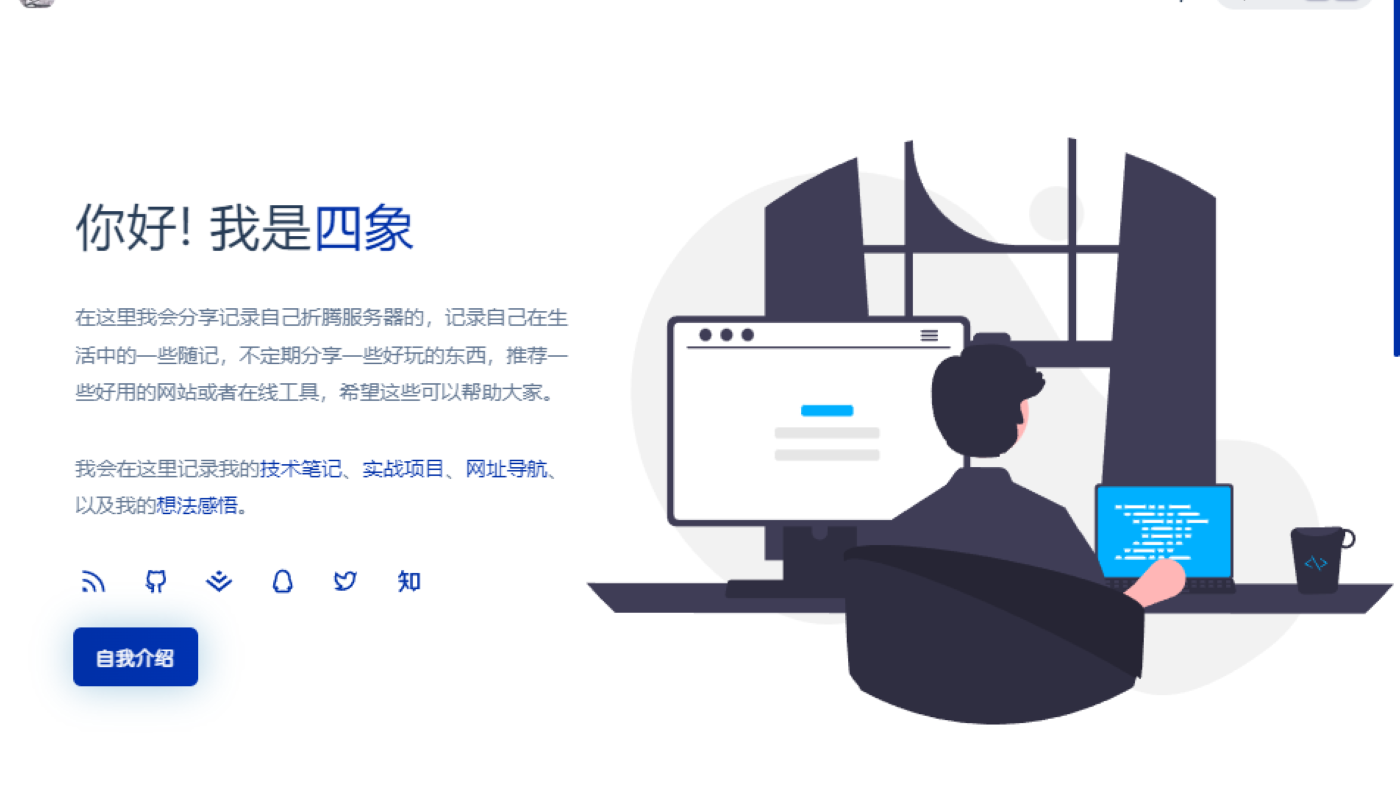 你好! 我是四象
在这里我会分享记录自己折腾服务器的，记录自己在生
活中的一些随记，不定期分享一些好玩的东西，推荐一
些好用的网站或者在线工具，希望这些可以帮助大家。
我会在这里记录我的技术笔记、实战项目、网址导航、
以及我的想法感悟。
知
自我介绍